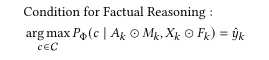 Condition for Factual Reasoning :
arg max P_Φ(c | A_k ⊙ M_k, X_k ⊙ F_k) = ŷ_k
c∈C